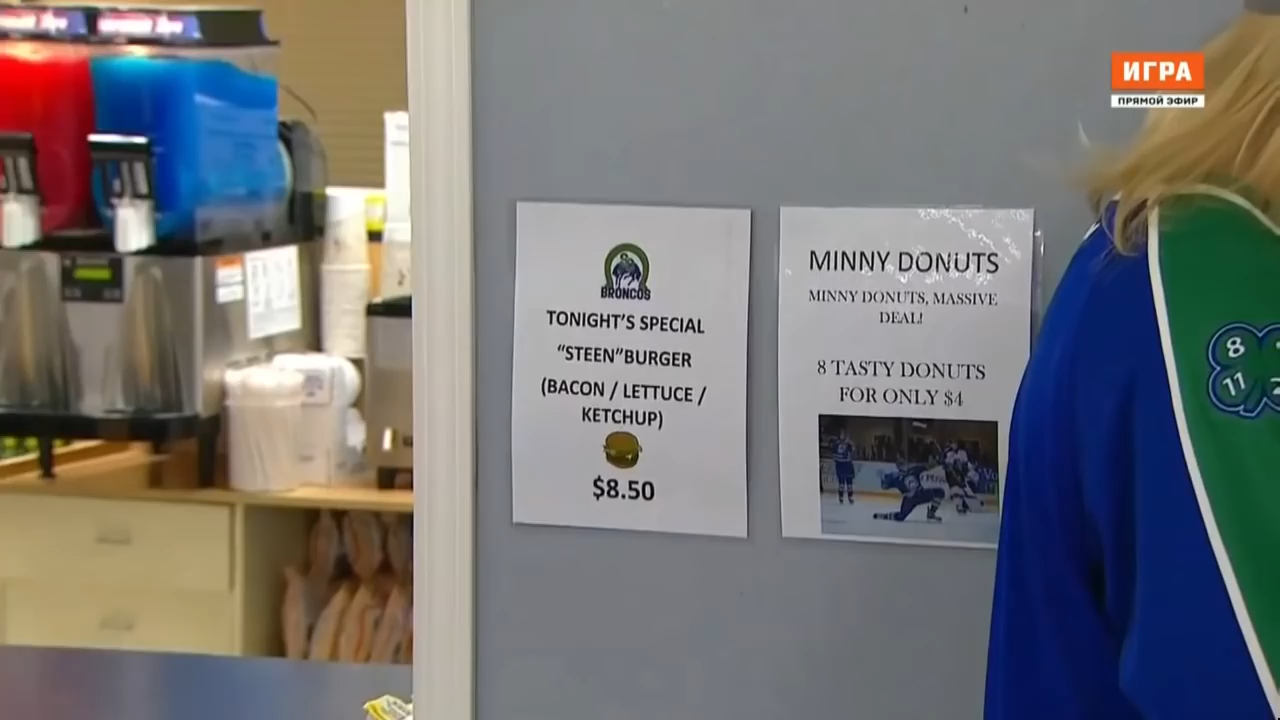 ИГРА
ПРЯМОЙ ЭФИР
BRONCOS
TONIGHT'S SPECIAL
"STEEN"BURGER
(BACON / LETTUCE /
KETCHUP)
$8.50
MINNY DONUTS
MINNY DONUTS, MASSIVE
DEAL!
8 TASTY DONUTS
FOR ONLY $4
8
11